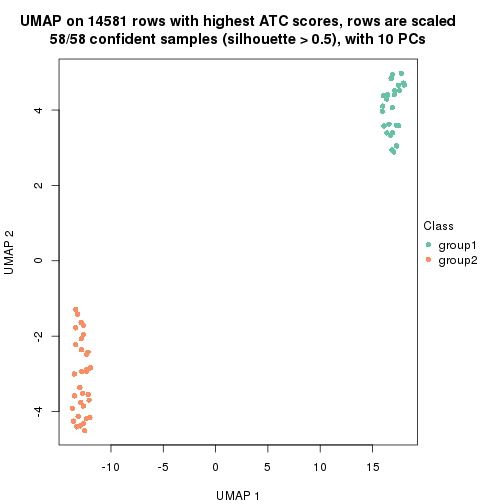 UMAP on 14581 rows with highest ATC scores, rows are scaled
58/58 confident samples (silhouette > 0.5), with 10 PCs
4
2
0
-2
-4
UMAP 2
Class
group1
group2
-10 -5 0 5 10 15
UMAP 1